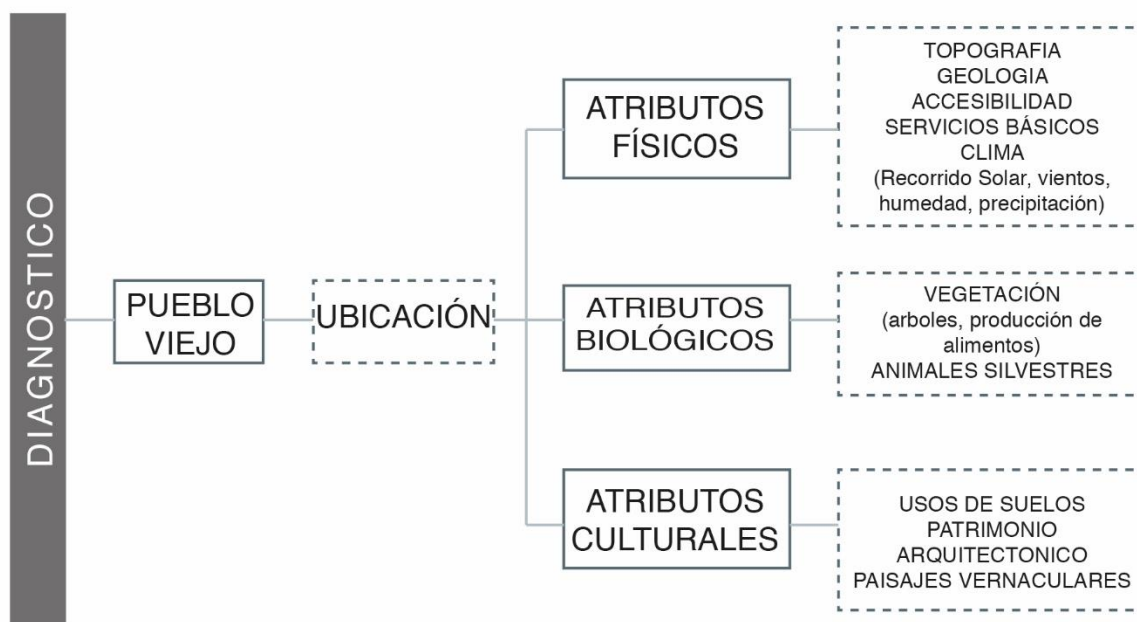 DIAGNOSTICO
PUEBLO
VIEJO
UBICACIÓN
ATRIBUTOS
FÍSICOS
TOPOGRAFIA
GEOLOGIA
ACCESIBILIDAD
SERVICIOS BÁSICOS
CLIMA
(Recorrido Solar, vientos,
humedad, precipitación)
ATRIBUTOS
BIOLÓGICOS
VEGETACIÓN
(arboles, producción de
alimentos)
ANIMALES SILVESTRES
ATRIBUTOS
CULTURALES
USOS DE SUELOS
PATRIMONIO
ARQUITECTONICO
PAISAJES VERNACULARES